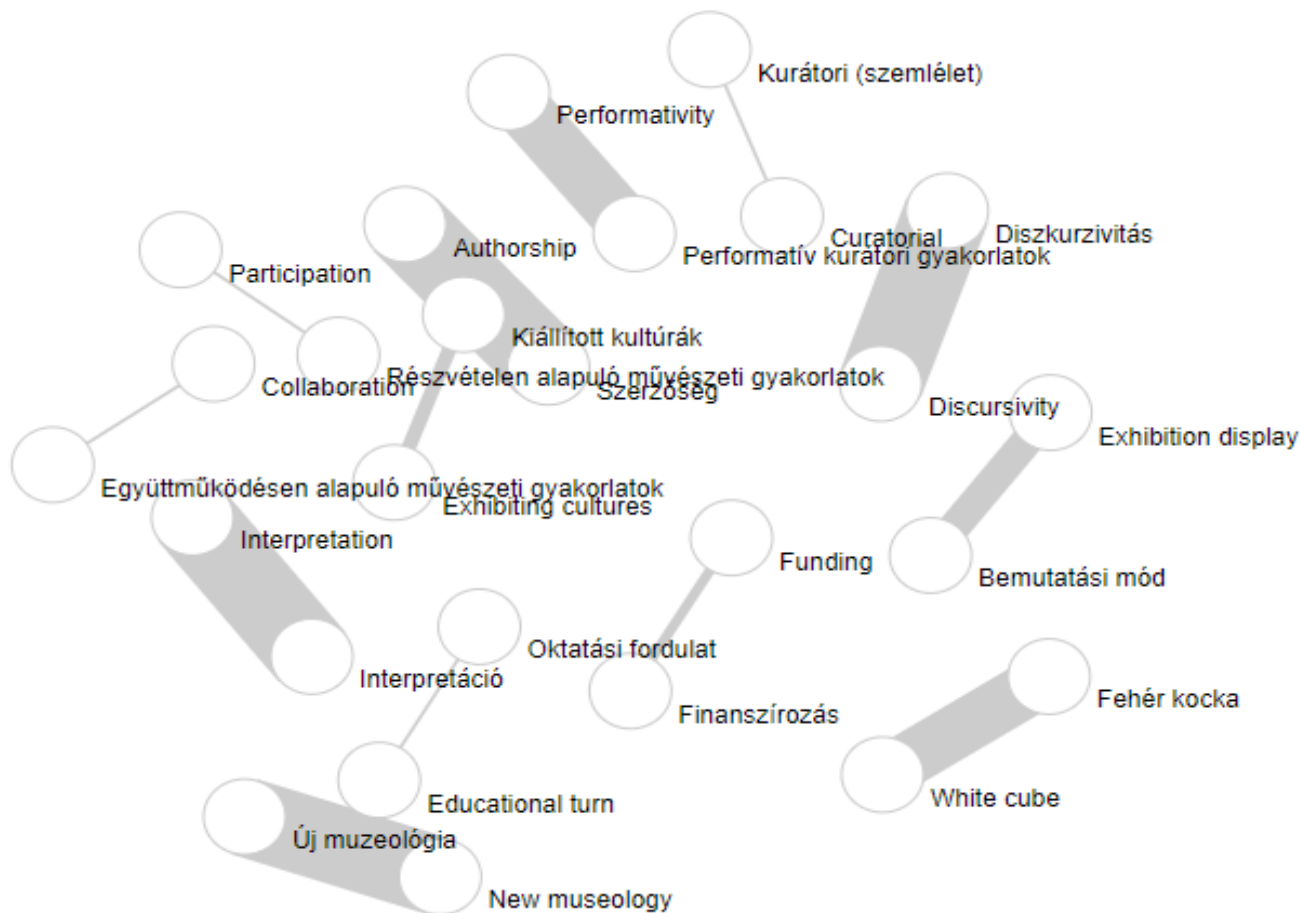 Kurátori (szemlélet)
Performativity
Curatorial
Diszkurzivitás
Authorship
Performatív kurátori gyakorlatok
Participation
Kiállított kultúrák
Részvételen alapuló művészeti gyakorlatok
Collaboration
Szerzőség
Discursivity
Exhibition display
Együttműködésen alapuló művészeti gyakorlatok
Exhibiting cultures
Interpretation
Funding
Bemutatási mód
Oktatási fordulat
Interpretáció
Finanszírozás
Fehér kocka
White cube
Educational turn
Új muzeológia
New museology